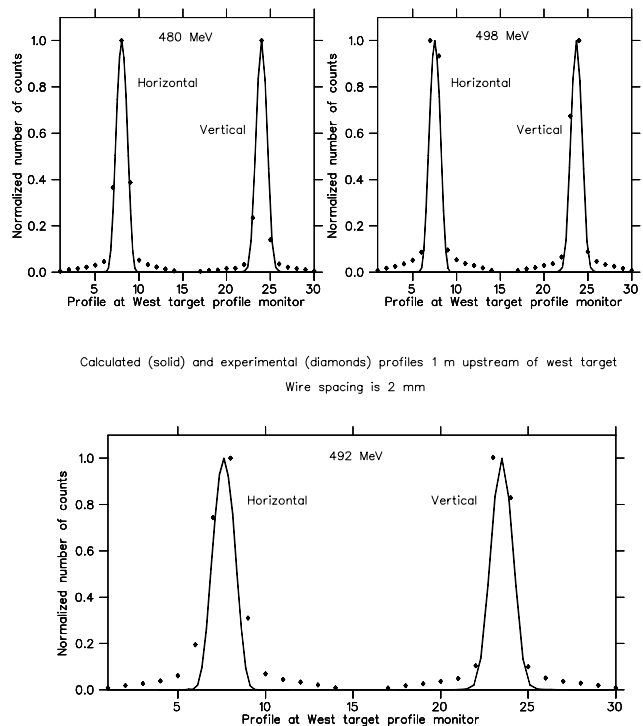 480 MeV
Horizontal
Vertical
Normalized number of counts
1.0
0.8
0.6
0.4
0.2
0.0
5 10 15 20 25 30
Profile at West target profile monitor
498 MeV
Horizontal
Vertical
Normalized number of counts
1.0
0.8
0.6
0.4
0.2
0.0
5 10 15 20 25 30
Profile at West target profile monitor
Calculated (solid) and experimental (diamonds) profiles 1 m upstream of west target
Wire spacing is 2 mm
492 MeV
Horizontal
Vertical
Normalized number of counts
1.0
0.8
0.6
0.4
0.2
0.0
5 10 15 20 25 30
Profile at West target profile monitor